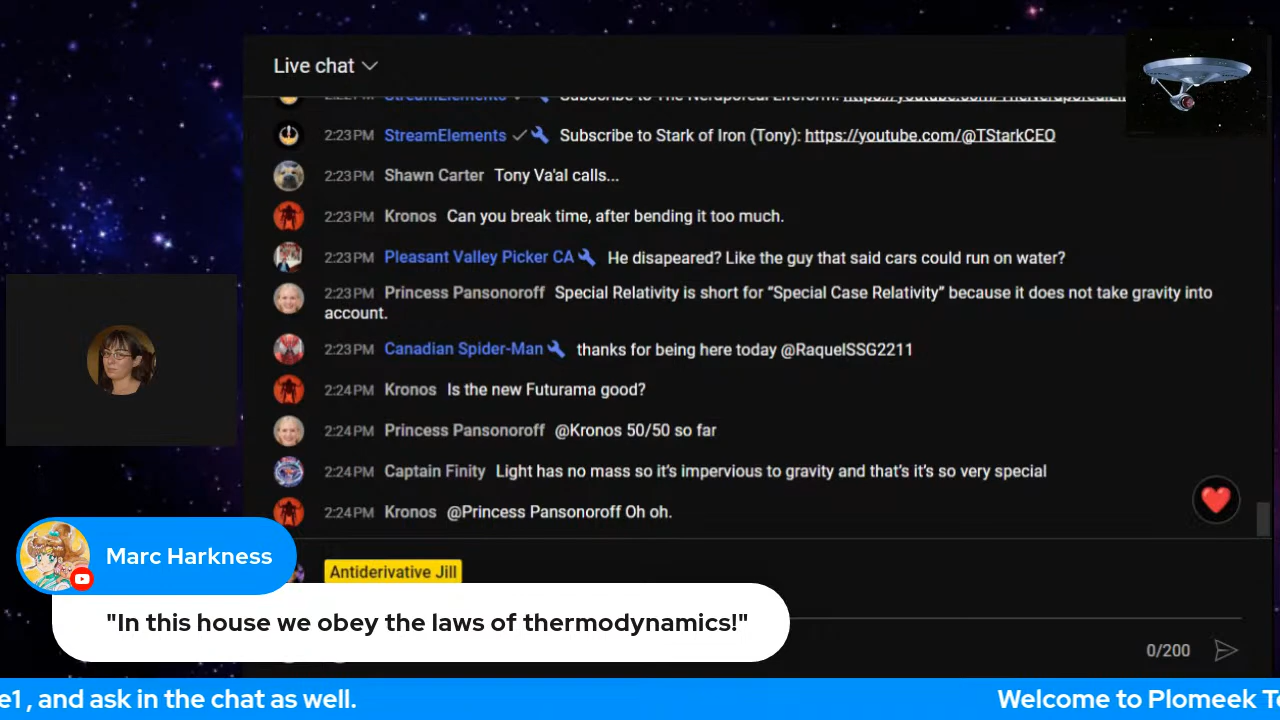 Live chat
StreamElements Subscribe to The
2:23 PM StreamElements Subscribe to Stark of Iron (Tony): https://youtube.com/@TStarkCEO
2:23 PM Shawn Carter Tony Va'al calls...
2:23 PM Kronos Can you break time, after bending it too much.
2:23 PM Pleasant Valley Picker CA He disapeared? Like the guy that said cars could run on water?
2:23 PM Princess Pansonoroff Special Relativity is short for “Special Case Relativity” because it does not take gravity into
account.
2:23 PM Canadian Spider-Man thanks for being here today @RaquelSSG2211
2:24 PM Kronos Is the new Futurama good?
2:24 PM Princess Pansonoroff @Kronos 50/50 so far
2:24 PM Captain Finity Light has no mass so it’s impervious to gravity and that’s it’s so very special
2:24 PM Kronos @Princess Pansonoroff Oh oh.
Marc Harkness
Antiderivative Jill
"In this house we obey the laws of thermodynamics!"
0/200
e1, and ask in the chat as well.
Welcome to Plomeek T